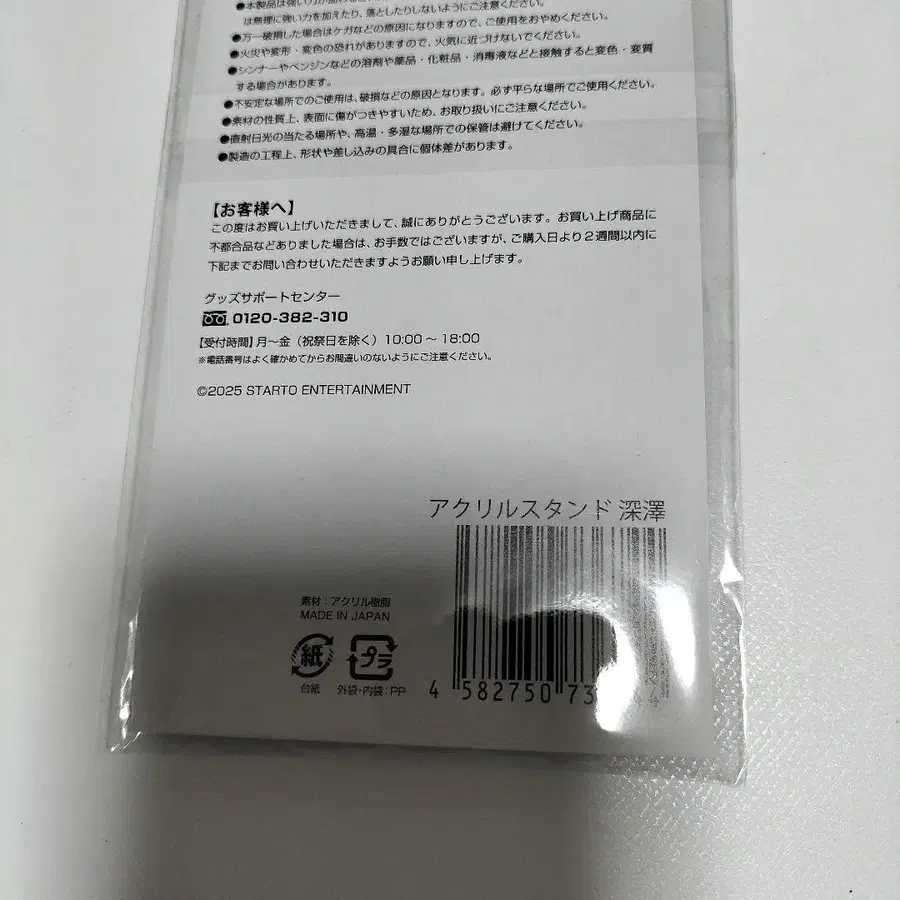 ●本製品は強い力が加わ
は無理に強い力を加えたり、落としたりしないようにご注意ください。
●万一破損した場合はケガなどの原因になりますので、ご使用をおやめください。
●火災や変形・変色の恐れがありますので、火気に近づけないでください。
●シンナーやベンジンなどの溶剤や薬品・化粧品・消毒液などと接触すると変色・変質
する場合があります。
●不安定な場所でのご使用は、破損などの原因となります。必ず平らな場所でご使用ください。
●素材の性質上、表面に傷がつきやすいため、お取り扱いにご注意ください。
●直射日光の当たる場所や、高温・多湿な場所での保管は避けてください。
●製造の工程上、形状や差し込みの具合に個体差があります。
【お客様へ】
この度はお買い上げいただきまして、誠にありがとうございます。お買い上げ商品に
不都合品などありました場合は、お手数ではございますが、ご購入日より2週間以内に
下記までお問い合わせいただきますようお願い申し上げます。
グッズサポートセンター
0120-382-310
【受付時間】月～金（祝祭日を除く）10:00～18:00
※電話番号はよく確かめてからお間違いのないようにご注意ください。
©2025 STARTO ENTERTAINMENT
アクリルスタンド 深澤
素材：アクリル樹脂
MADE IN JAPAN
紙
プラ
台紙
外袋・内袋：PP
4 582750 73